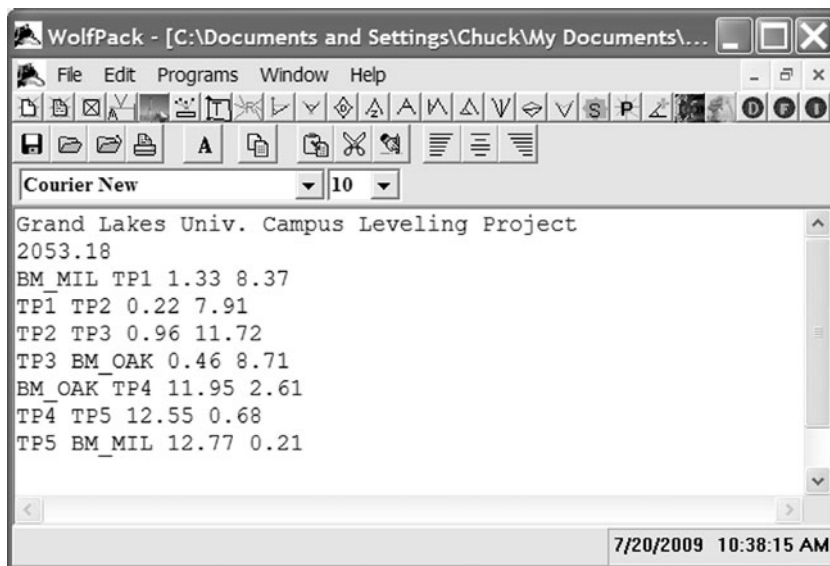 WolfPack - [C:\Documents and Settings\Chuck\My Documents\...
File Edit Programs Window Help
S P D F I
A
Courier New 10
Grand Lakes Univ. Campus Leveling Project
2053.18
BM_MIL TP1 1.33 8.37
TP1 TP2 0.22 7.91
TP2 TP3 0.96 11.72
TP3 BM_OAK 0.46 8.71
BM_OAK TP4 11.95 2.61
TP4 TP5 12.55 0.68
TP5 BM_MIL 12.77 0.21
7/20/2009 10:38:15 AM